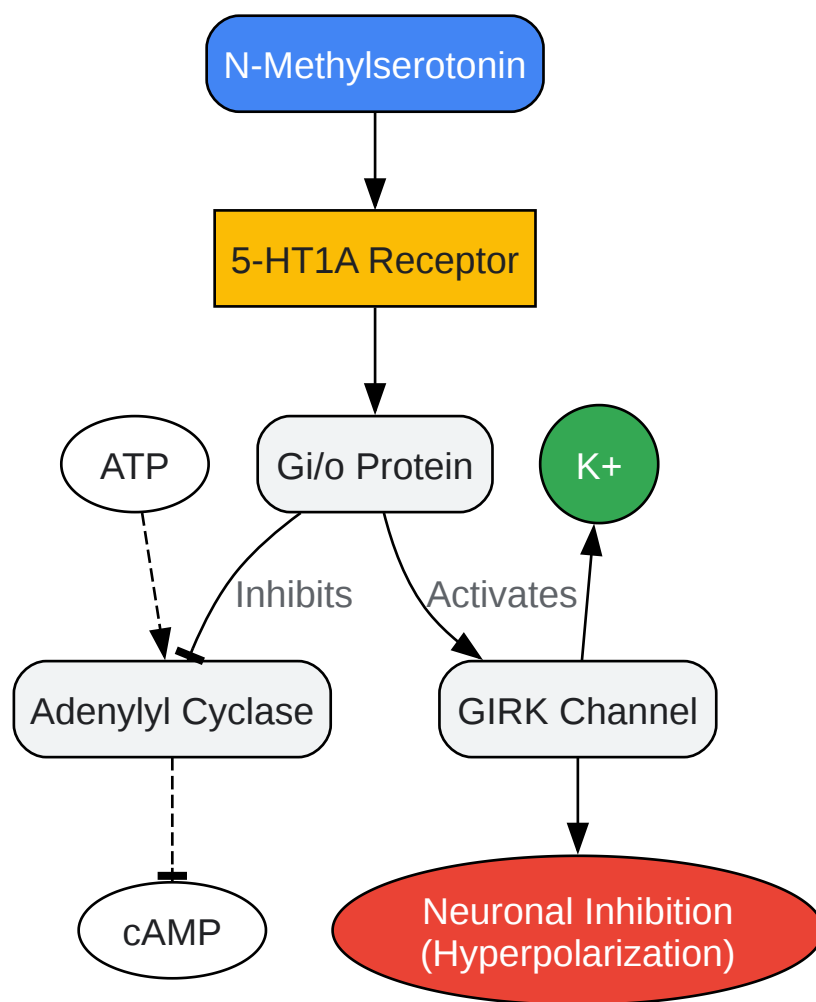 N-Methylserotonin
5-HT1A Receptor
ATP
Gi/o Protein
K+
Inhibits
Activates
Adenylyl Cyclase
GIRK Channel
cAMP
Neuronal Inhibition
(Hyperpolarization)